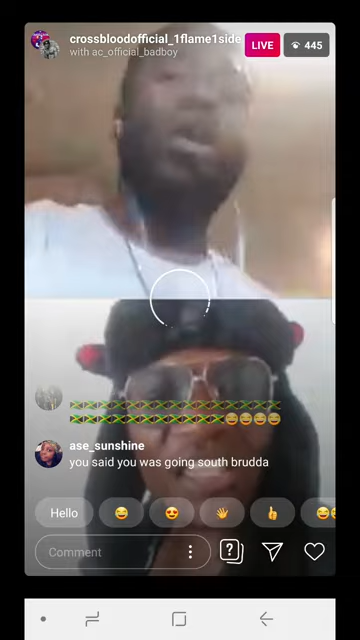 crossbloodofficial_1flame1side
LIVE
445
with ac_official_badboy
ase_sunshine
you said you was going south brudda
Hello
Comment